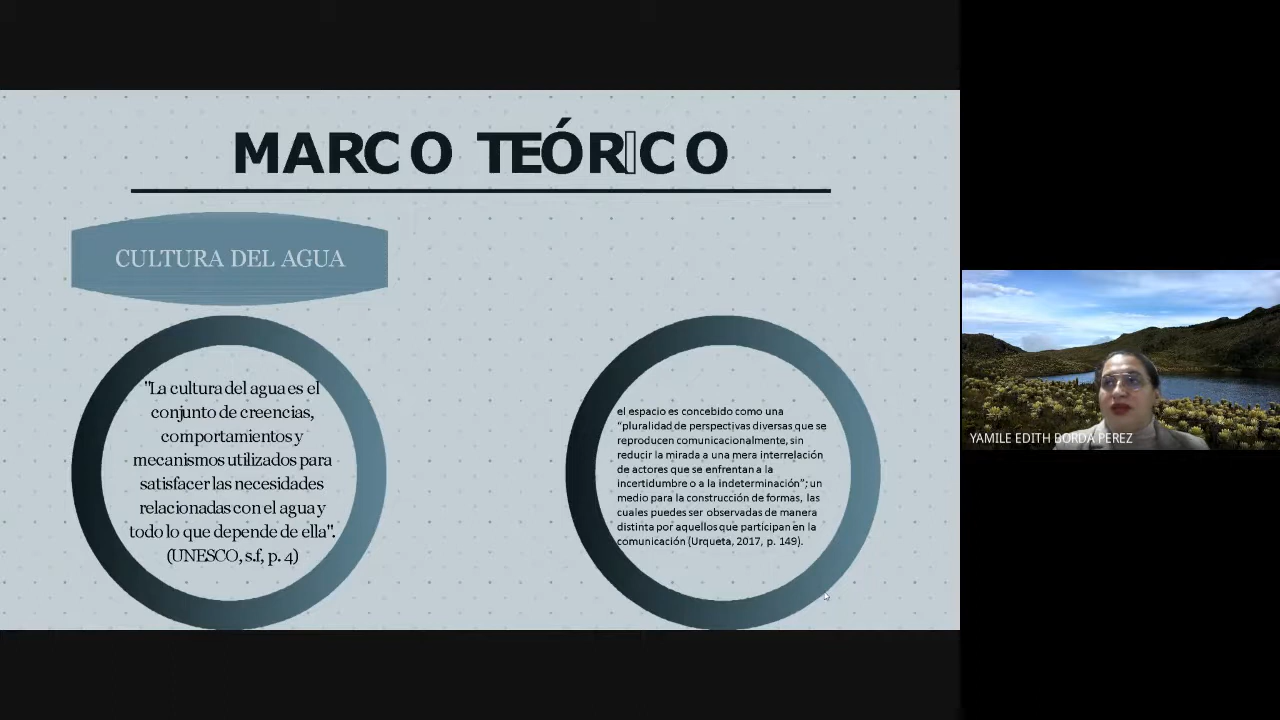 MARCO TEÓRICO
CULTURA DEL AGUA
"La cultura del agua es el
conjunto de creencias,
comportamientos y
mecanismos utilizados para
satisfacer las necesidades
relacionadas con el agua y
todo lo que depende de ella".
(UNESCO, s.f, p. 4)
el espacio es concebido como una
“pluralidad de perspectivas diversas que se
reproducen comunicacionalmente, sin
reducir la mirada a una mera interrelación
de actores que se enfrentan a la
incertidumbre o a la indeterminación”; un
medio para la construcción de formas, las
cuales puedes ser observadas de manera
distinta por aquellos que participan en la
comunicación (Urqueta, 2017, p. 149).
YAMILE EDITH BORDA PEREZ